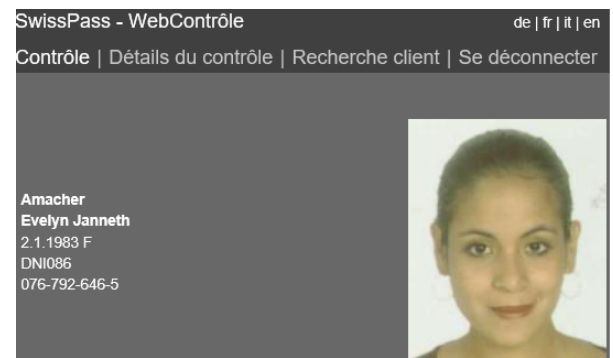 SwissPass - WebContrôle de | fr | it | en
Contrôle | Détails du contrôle | Recherche client | Se déconnecter
Amacher
Evelyn Janneth
2.1.1983 F
DNI086
076-792-646-5